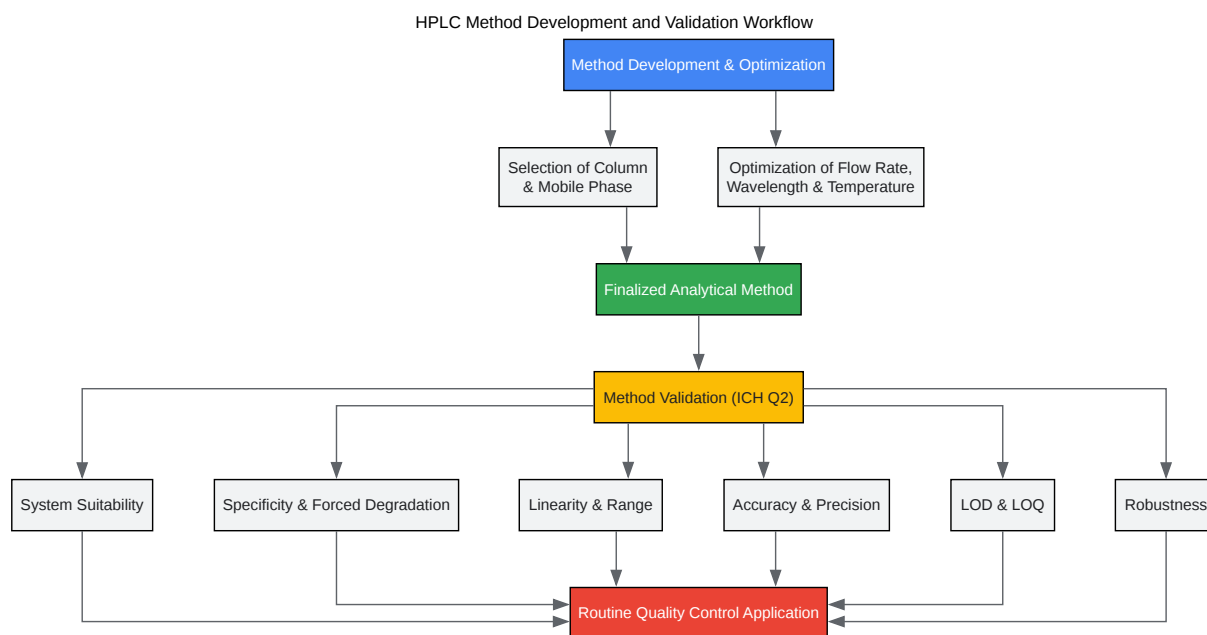 HPLC Method Development and Validation Workflow
Method Development & Optimization
Selection of Column
& Mobile Phase
Optimization of Flow Rate,
Wavelength & Temperature
Finalized Analytical Method
Method Validation (ICH Q2)
System Suitability
Specificity & Forced Degradation
Linearity & Range
Accuracy & Precision
LOD & LOQ
Robustness
Routine Quality Control Application